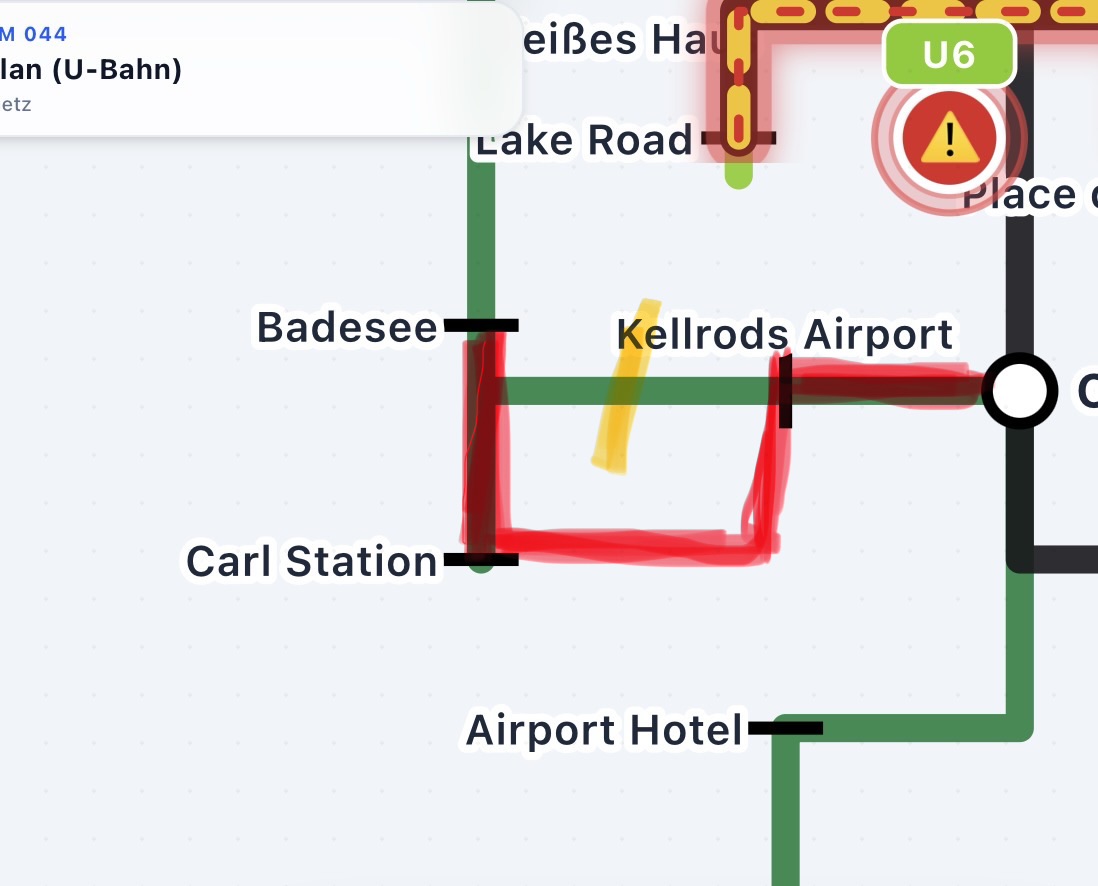 M 044
lan (U-Bahn)
etz
eißes Hau
U6
Lake Road
Place
Badesee
Kellrods Airport
Carl Station
Airport Hotel